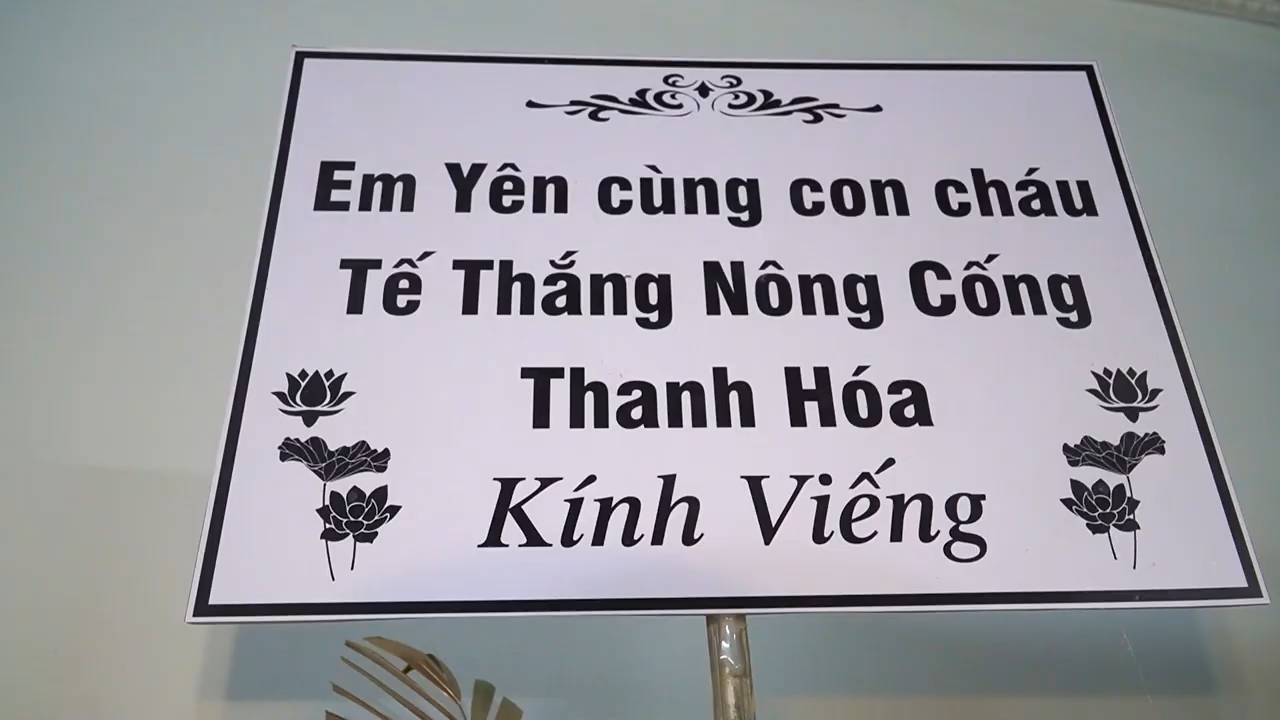 Em Yên cùng con cháu
Tế Thắng Nông Cống
Thanh Hóa
Kính Viếng